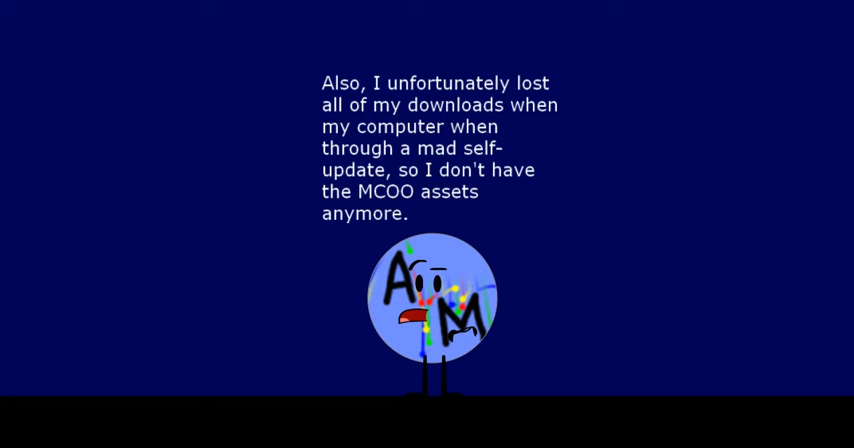 Also, I unfortunately lost
all of my downloads when
my computer when
through a mad self-
update, so I don't have
the MCOO assets
anymore.
A
M